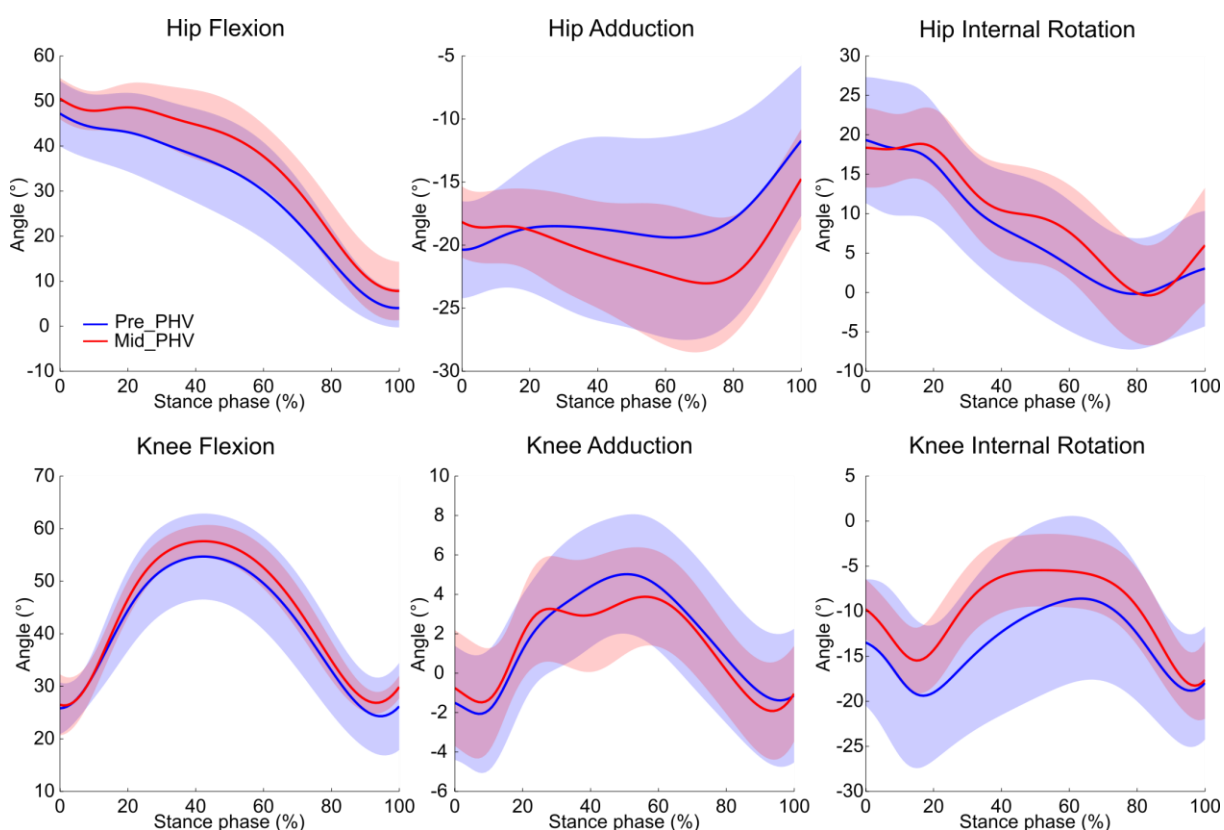 Hip Flexion
60
50
40
30
20
10
0
-10
Angle (°)
Pre_PHV
Mid_PHV
0 20 40 60 80 100
Stance phase (%)
Hip Adduction
-5
-10
-15
-20
-25
-30
Angle (°)
0 20 40 60 80 100
Stance phase (%)
Hip Internal Rotation
30
25
20
15
10
5
0
-5
-10
Angle (°)
0 20 40 60 80 100
Stance phase (%)
Knee Flexion
70
60
50
40
30
20
10
Angle (°)
0 20 40 60 80 100
Stance phase (%)
Knee Adduction
10
8
6
4
2
0
-2
-4
-6
Angle (°)
0 20 40 60 80 100
Stance phase (%)
Knee Internal Rotation
5
0
-5
-10
-15
-20
-25
-30
Angle (°)
0 20 40 60 80 100
Stance phase (%)